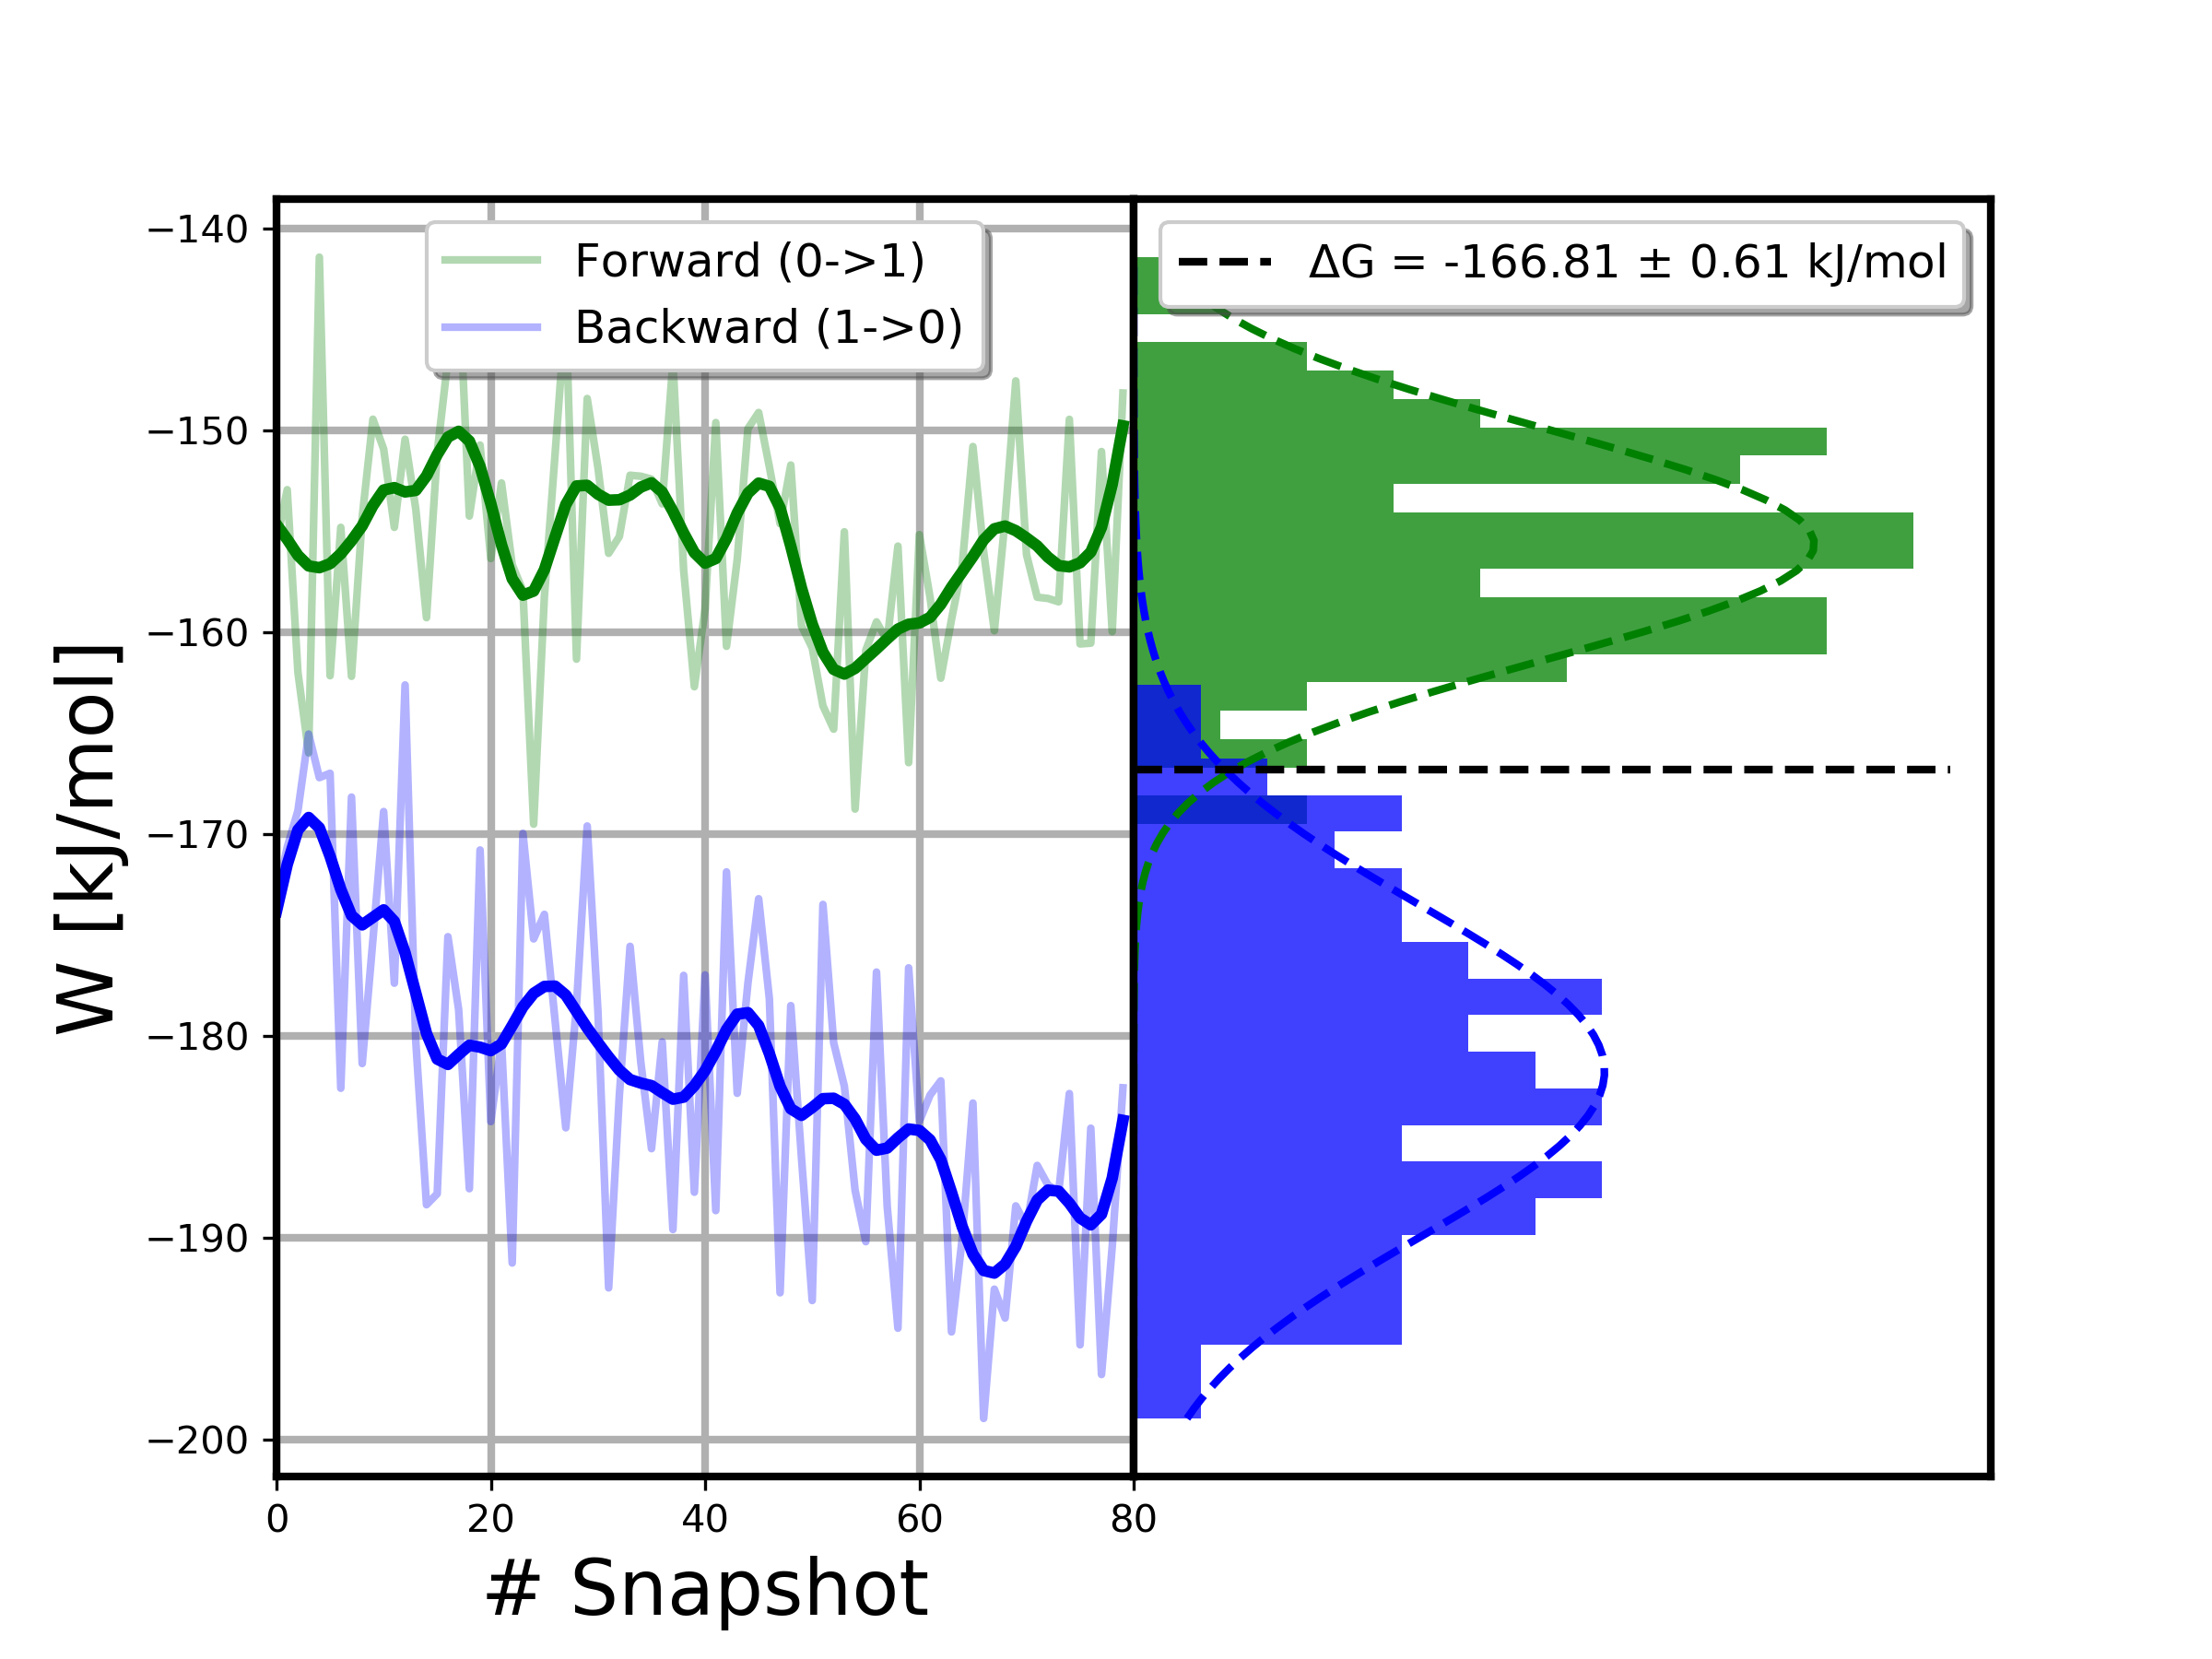 −140
−150
−160
−170
−180
−190
−200
W [kJ/mol]
Forward (0->1)
Backward (1->0)
ΔG = -166.81 ± 0.61 kJ/mol
0 20 40 60 80
# Snapshot